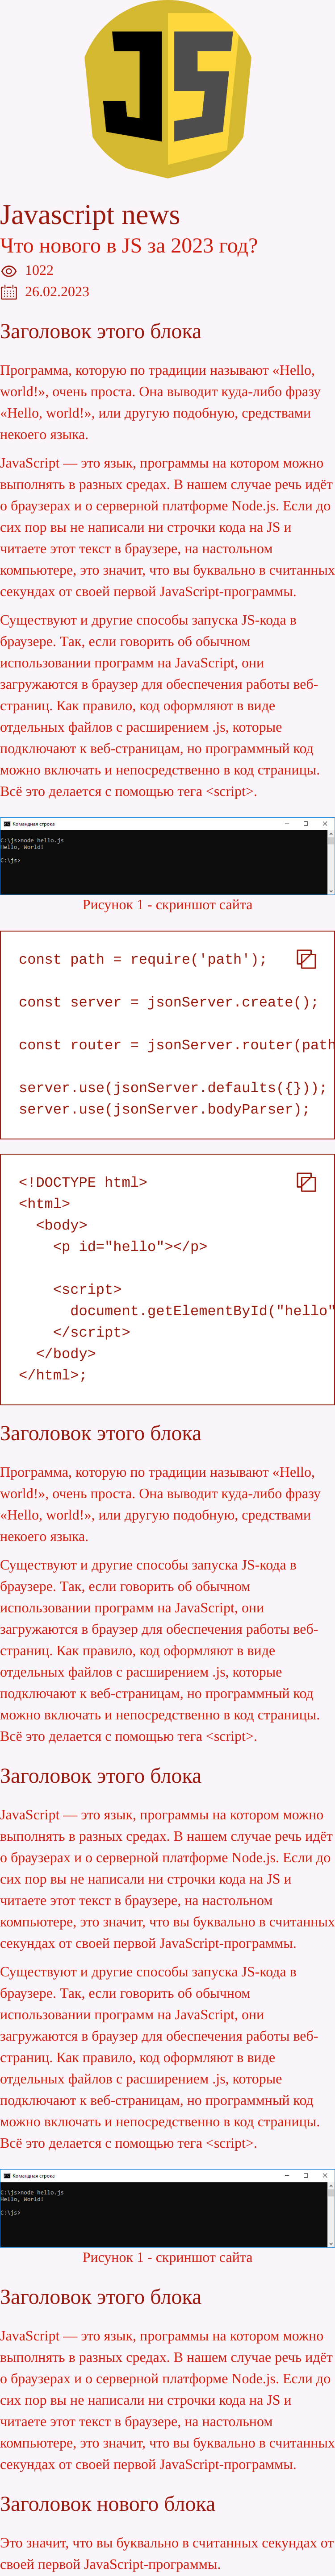 JS
Javascript news
Что нового в JS за 2023 год?
1022
26.02.2023
Заголовок этого блока
Программа, которую по традиции называют «Hello,
world!», очень проста. Она выводит куда-либо фразу
«Hello, world!», или другую подобную, средствами
некоего языка.
JavaScript — это язык, программы на котором можно
выполнять в разных средах. В нашем случае речь идёт
о браузерах и о серверной платформе Node.js. Если до
сих пор вы не написали ни строчки кода на JS и
читаете этот текст в браузере, на настольном
компьютере, это значит, что вы буквально в считанных
секундах от своей первой JavaScript-программы.
Существуют и другие способы запуска JS-кода в
браузере. Так, если говорить об обычном
использовании программ на JavaScript, они
загружаются в браузер для обеспечения работы веб-
страниц. Как правило, код оформляют в виде
отдельных файлов с расширением .js, которые
подключают к веб-страницам, но программный код
можно включать и непосредственно в код страницы.
Всё это делается с помощью тега <script>.
Командная строка
C:\js>node hello.js
Hello, World!
C:\js>
Рисунок 1 - скриншот сайта
const path = require('path');
const server = jsonServer.create();
const router = jsonServer.router(path
server.use(jsonServer.defaults({}));
server.use(jsonServer.bodyParser);
<!DOCTYPE html>
<html>
<body>
<p id="hello"></p>
<script>
document.getElementById("hello"
</script>
</body>
</html>;
Заголовок этого блока
Программа, которую по традиции называют «Hello,
world!», очень проста. Она выводит куда-либо фразу
«Hello, world!», или другую подобную, средствами
некоего языка.
Существуют и другие способы запуска JS-кода в
браузере. Так, если говорить об обычном
использовании программ на JavaScript, они
загружаются в браузер для обеспечения работы веб-
страниц. Как правило, код оформляют в виде
отдельных файлов с расширением .js, которые
подключают к веб-страницам, но программный код
можно включать и непосредственно в код страницы.
Всё это делается с помощью тега <script>.
Заголовок этого блока
JavaScript — это язык, программы на котором можно
выполнять в разных средах. В нашем случае речь идёт
о браузерах и о серверной платформе Node.js. Если до
сих пор вы не написали ни строчки кода на JS и
читаете этот текст в браузере, на настольном
компьютере, это значит, что вы буквально в считанных
секундах от своей первой JavaScript-программы.
Существуют и другие способы запуска JS-кода в
браузере. Так, если говорить об обычном
использовании программ на JavaScript, они
загружаются в браузер для обеспечения работы веб-
страниц. Как правило, код оформляют в виде
отдельных файлов с расширением .js, которые
подключают к веб-страницам, но программный код
можно включать и непосредственно в код страницы.
Всё это делается с помощью тега <script>.
Командная строка
C:\js>node hello.js
Hello, World!
C:\js>
Рисунок 1 - скриншот сайта
Заголовок этого блока
JavaScript — это язык, программы на котором можно
выполнять в разных средах. В нашем случае речь идёт
о браузерах и о серверной платформе Node.js. Если до
сих пор вы не написали ни строчки кода на JS и
читаете этот текст в браузере, на настольном
компьютере, это значит, что вы буквально в считанных
секундах от своей первой JavaScript-программы.
Заголовок нового блока
Это значит, что вы буквально в считанных секундах от
своей первой JavaScript-программы.